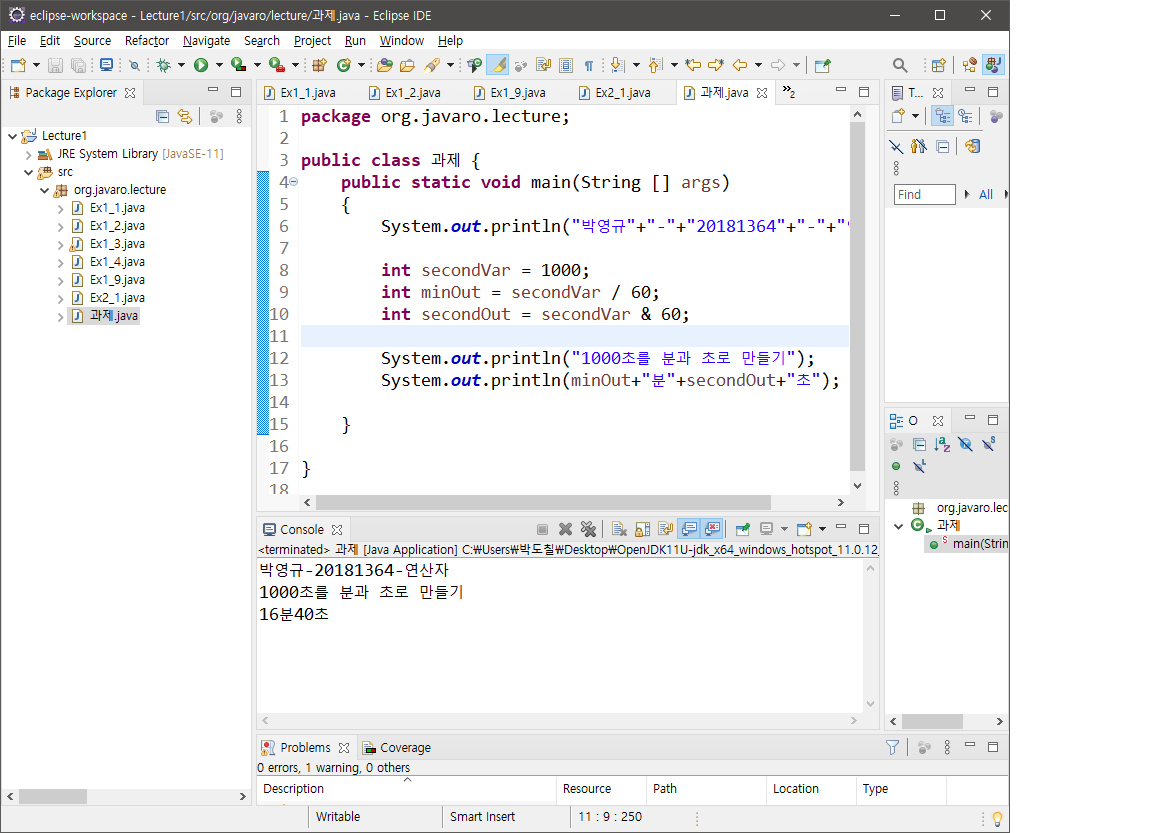 eclipse-workspace - Lecture1/src/org/javaro/lecture/과제.java - Eclipse IDE
File Edit Source Refactor Navigate Search Project Run Window Help
Package Explorer
Lecture1
JRE System Library [JavaSE-11]
src
org.javaro.lecture
Ex1_1.java
Ex1_2.java
Ex1_3.java
Ex1_4.java
Ex1_9.java
Ex2_1.java
과제.java
Ex1_1.java Ex1_2.java Ex1_9.java Ex2_1.java 과제.java »2
1 package org.javaro.lecture;
2
3 public class 과제 {
4 public static void main(String [] args)
5 {
6 System.out.println("박영규"+"-"+"20181364"+"-"+"
7
8 int secondVar = 1000;
9 int minOut = secondVar / 60;
10 int secondOut = secondVar & 60;
11
12 System.out.println("1000초를 분과 초로 만들기");
13 System.out.println(minOut+"분"+secondOut+"초");
14
15 }
16
17 }
18
T...
Find All
O
org.javaro.lec
과제
main(Strin
Console
<terminated> 과제 [Java Application] C:₩Users₩박도칠₩Desktop₩OpenJDK11U-jdk_x64_windows_hotspot_11.0.12_
박영규-20181364-연산자
1000초를 분과 초로 만들기
16분40초
Problems Coverage
0 errors, 1 warning, 0 others
Description Resource Path Location Type
Writable Smart Insert 11 : 9 : 250